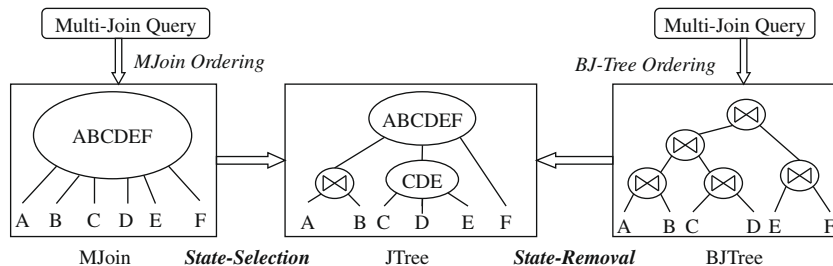 Multi-Join Query
Multi-Join Query
MJoin Ordering
BJ-Tree Ordering
ABCDEF
ABCDEF
CDE
A B C D E F
A B C D E F
A B C D E F
MJoin
State-Selection
JTree
State-Removal
BJTree